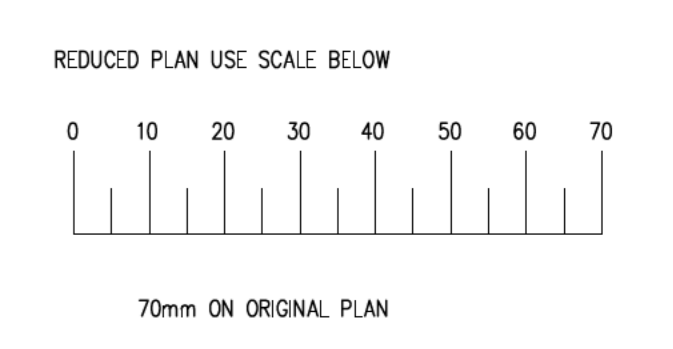 REDUCED PLAN USE SCALE BELOW
0 10 20 30 40 50 60 70
70mm ON ORIGINAL PLAN